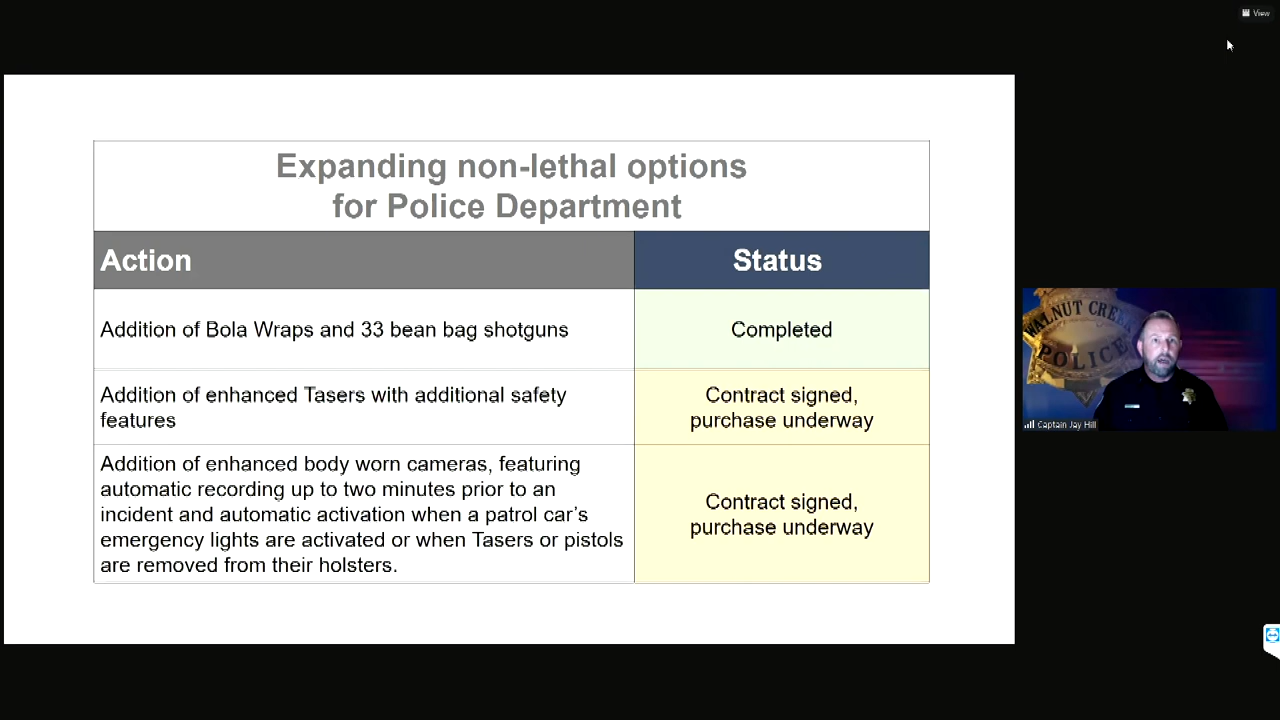 View
Expanding non-lethal options
for Police Department
Action
Status
Addition of Bola Wraps and 33 bean bag shotguns
Completed
Addition of enhanced Tasers with additional safety
features
Contract signed,
purchase underway
Addition of enhanced body worn cameras, featuring
automatic recording up to two minutes prior to an
incident and automatic activation when a patrol car’s
emergency lights are activated or when Tasers or pistols
are removed from their holsters.
Contract signed,
purchase underway
WALNUT CREEK
POLICE
Captain Jay Hill